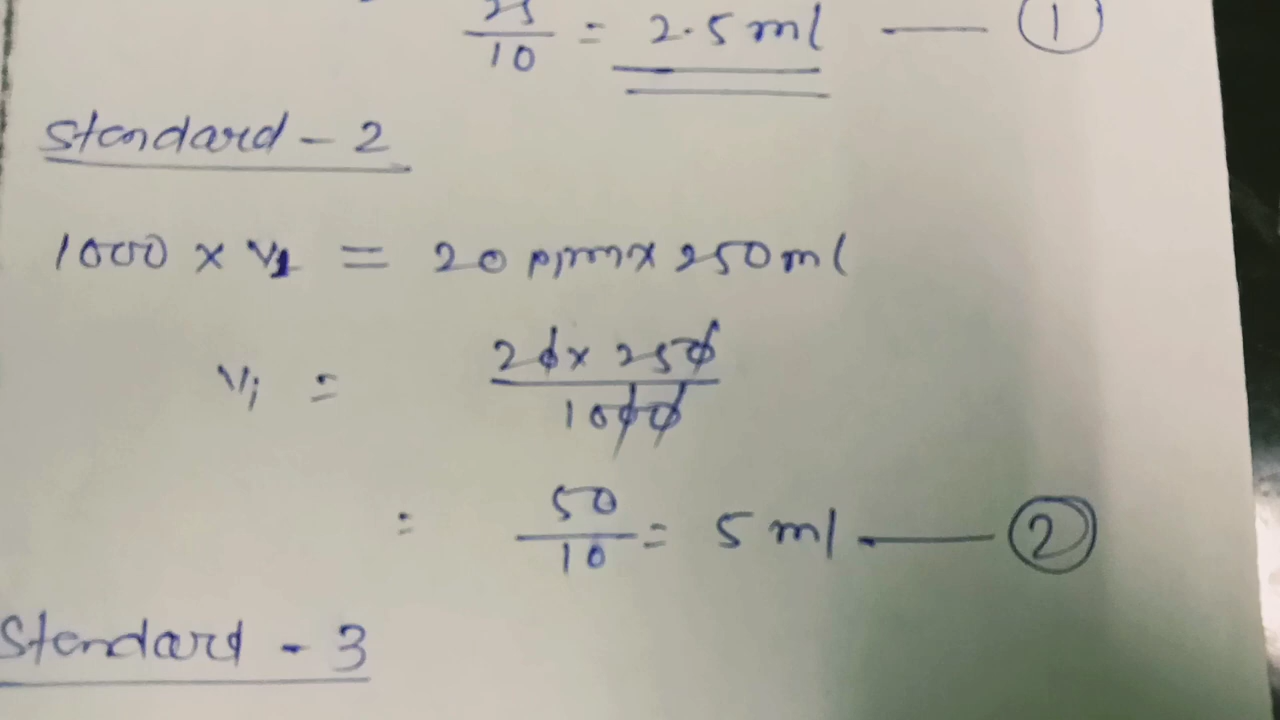 25/10 = 2.5 ml — 1
Standard - 2
1000 x V1 = 20 ppm x 250 ml
V1 = 20 x 250/1000
= 50/10 = 5 ml — 2
Standard - 3